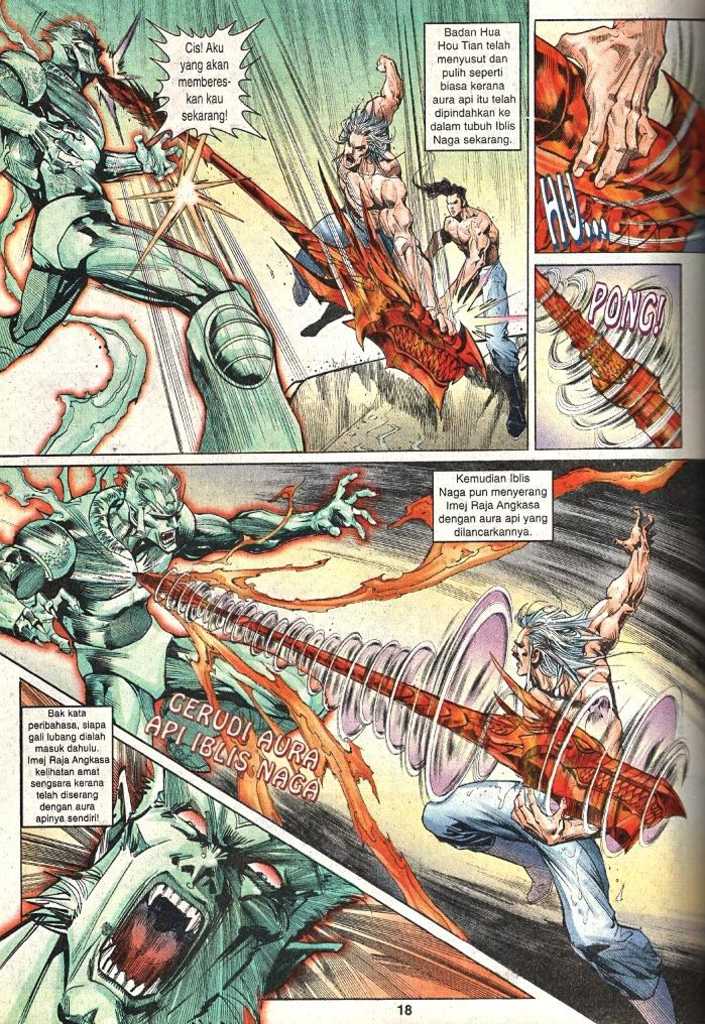 Cis! Aku
yang akan
memberes-
kan kau
sekarang!
Badan Hua
Hou Tian telah
menyusut dan
pulih seperti
biasa kerana
aura api itu telah
dipindahkan ke
dalam tubuh Iblis
Naga sekarang.
HU...
PONG!
Kemudian Iblis
Naga pun menyerang
Imej Raja Angkasa
dengan aura api yang
dilancarkannya.
GERUDI AURA
API IBLIS NAGA
Bak kata
peribahasa, siapa
gali lubang dialah
masuk dahulu.
Imej Raja Angkasa
kelihatan amat
sengsara kerana
telah diserang
dengan aura
apinya sendiri!
18